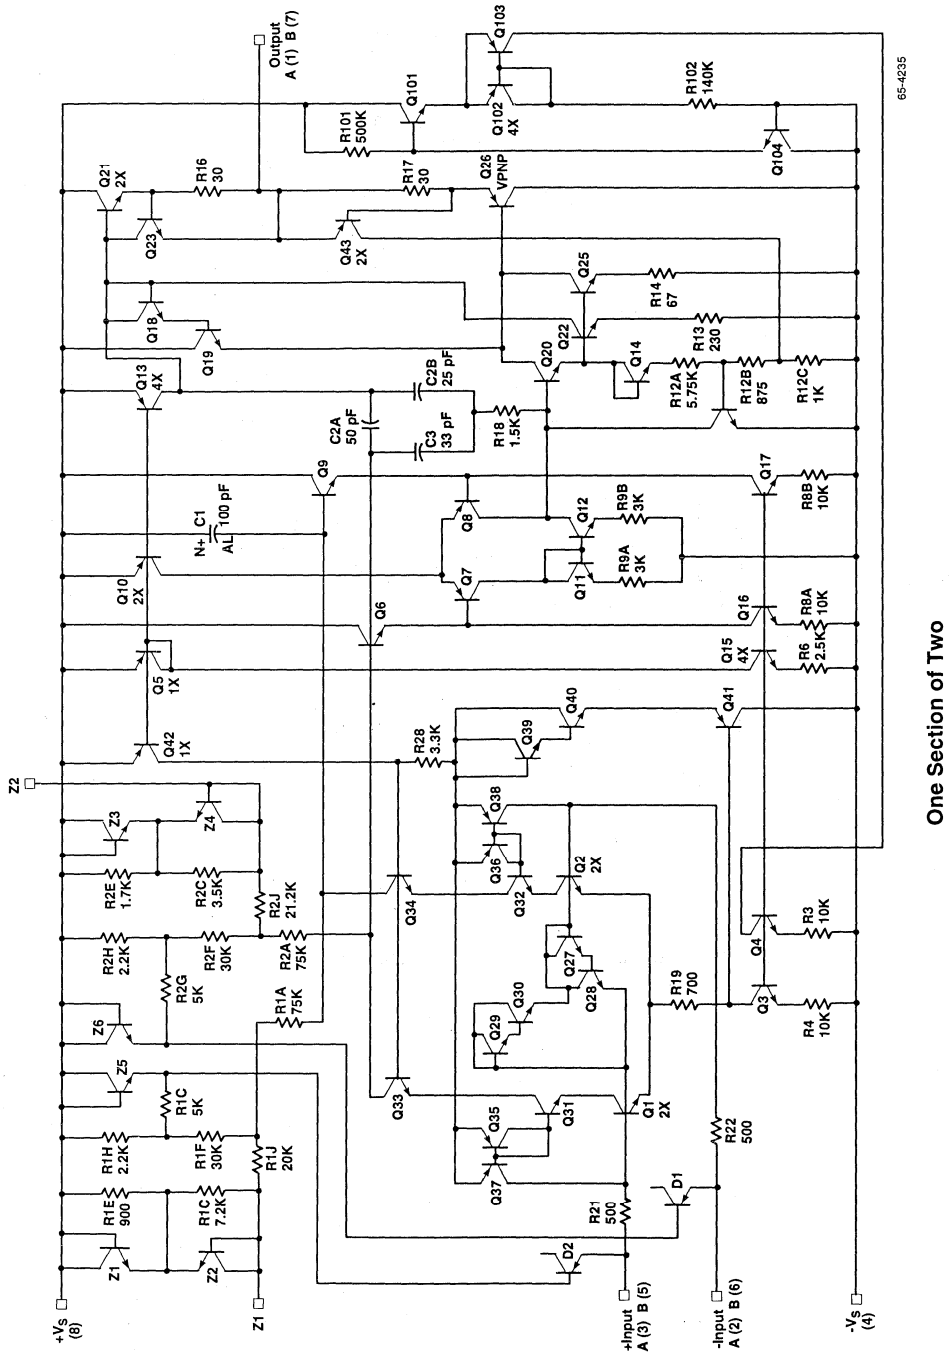 +Vs
(8)
Z1
R1E
900
Z1
Z2
R1C
7.2K
R1H
2.2K
R1F
30K
R1J
20K
Z5
R1C
5K
Z6
R1A
75K
R2G
5K
R2H
2.2K
R2F
30K
R2A
75K
R2J
21.2K
R2E
1.7K
R2C
3.5K
Z3
Z4
Z2
Q42
1X
Q5
1X
Q10
2X
N+
C1
AL
100 pF
Q13
4X
Q18
Q19
Q21
2X
Q23
R16
30
Output
A (1) B (7)
R101
500K
Q101
Q103
Q102
4X
R102
140K
Q104
R17
30
Q26
VPNP
Q43
2X
Q25
R14
67
Q22
R13
230
Q20
Q14
R12A
5.75K
R12B
875
R12C
1K
C2A
50 pF
C2B
25 pF
C3
33 pF
R18
1.5K
Q9
Q8
Q7
Q6
Q12
Q11
R9B
3K
R9A
3K
Q17
R8B
10K
Q16
R8A
10K
Q15
4X
R6
2.5K
R28
3.3K
Q39
Q40
Q41
Q34
Q38
Q36
Q32
Q2
2X
Q27
Q28
Q30
Q29
Q33
Q35
Q37
Q31
Q1
2X
R19
700
Q4
R3
10K
Q3
R4
10K
R22
500
R21
500
D1
D2
+Input
A (3) B (5)
-Input
A (2) B (6)
-Vs
(4)
65-4235
One Section of Two